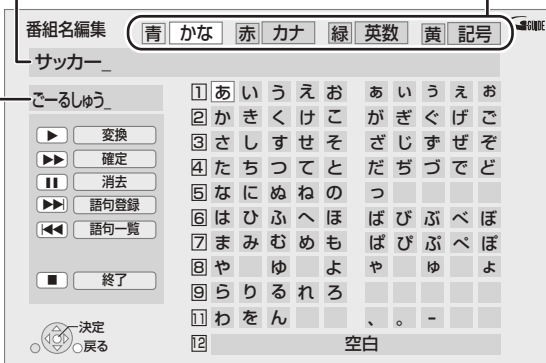 番組名編集 青 かな 赤 カナ 緑 英数 黄 記号 GUIDE
サッカー_
ごーるしゅう_
▶ 変換
▶▶ 確定
❚❚ 消去
▶▶| 語句登録
|◀◀ 語句一覧
■ 終了
決定
戻る
1 あ い う え お ぁ ぃ ぅ ぇ ぉ
2 か き く け こ が ぎ ぐ げ ご
3 さ し す せ そ ざ じ ず ぜ ぞ
4 た ち つ て と だ ぢ づ で ど
5 な に ぬ ね の っ
6 は ひ ふ へ ほ ば び ぶ べ ぼ
7 ま み む め も ぱ ぴ ぷ ぺ ぽ
8 や ゆ よ ゃ ゅ ょ
9 ら り る れ ろ
11 わ を ん 、 。 -
12 空白